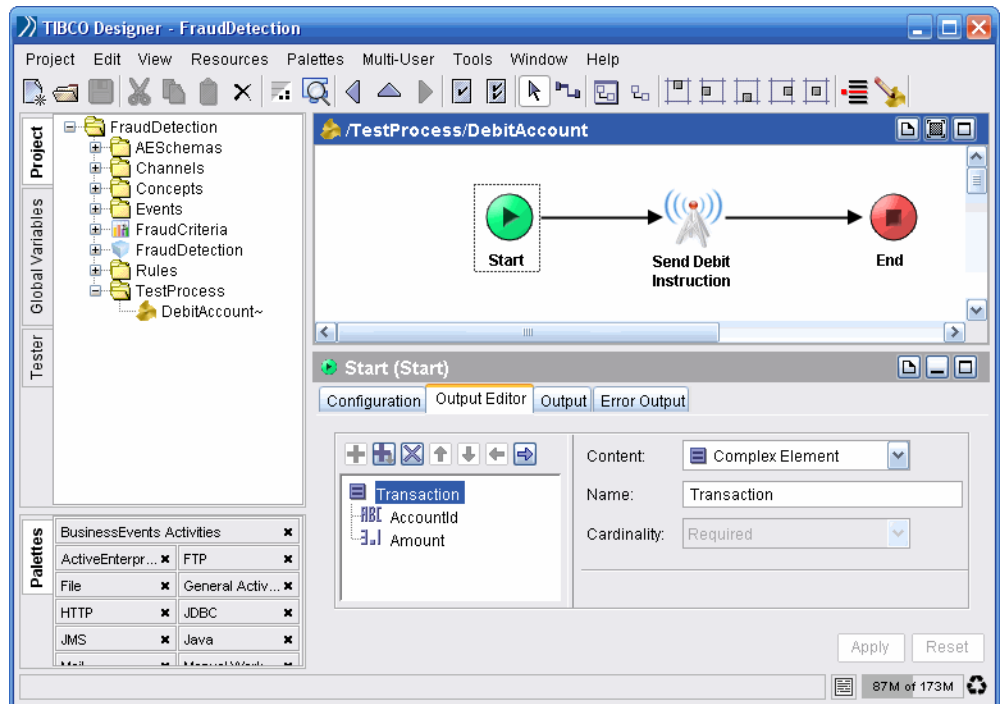 TIBCO Designer - FraudDetection
Project Edit View Resources Palettes Multi-User Tools Window Help
Project
Global Variables
Tester
FraudDetection
AESchemas
Channels
Concepts
Events
FraudCriteria
FraudDetection
Rules
TestProcess
DebitAccount~
/TestProcess/DebitAccount
Start
Send Debit
Instruction
End
Start (Start)
Configuration Output Editor Output Error Output
Transaction
ABC AccountId
Amount
Content: Complex Element
Name: Transaction
Cardinality: Required
Apply Reset
Palettes
BusinessEvents Activities
ActiveEnterpr... FTP
File General Activ...
HTTP JDBC
JMS Java
Mail
87M of 173M